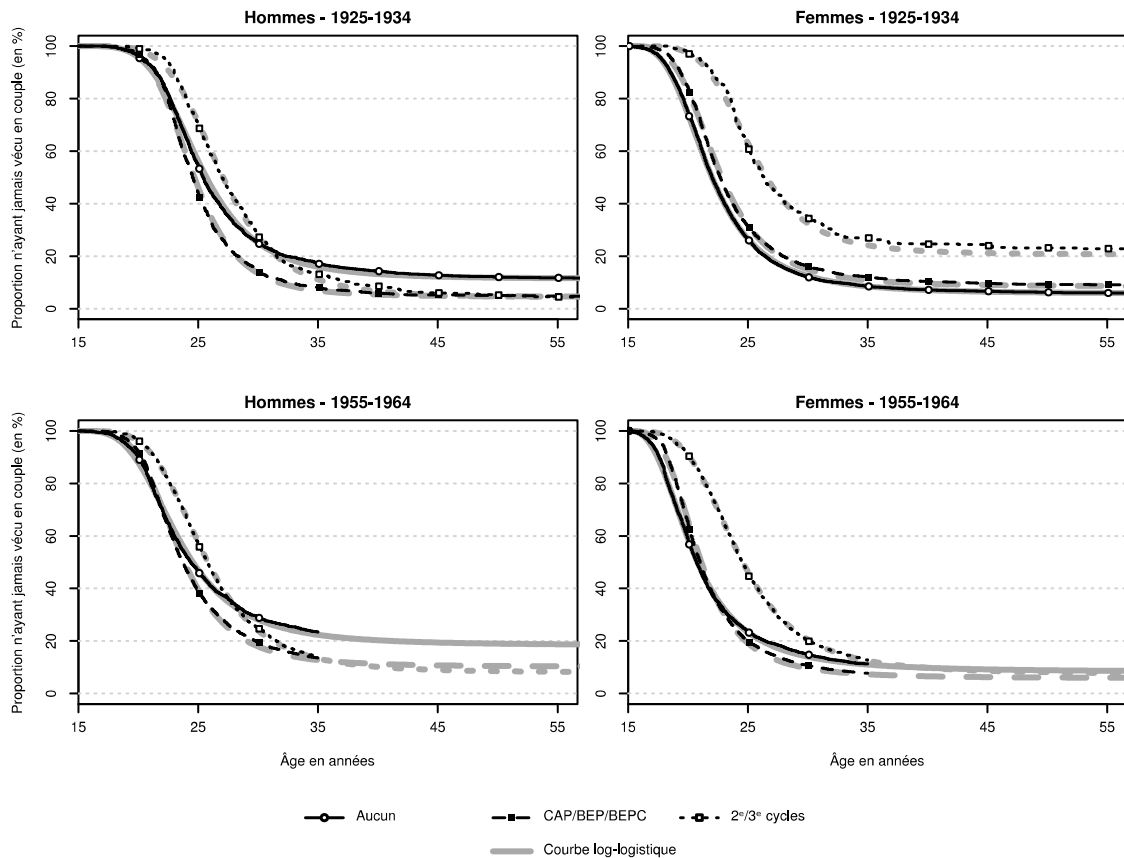 Hommes - 1925-1934
Femmes - 1925-1934
Proportion n'ayant jamais vécu en couple (en %)
100
80
60
40
20
0
15 25 35 45 55
100
80
60
40
20
0
15 25 35 45 55
Hommes - 1955-1964
Femmes - 1955-1964
Proportion n'ayant jamais vécu en couple (en %)
100
80
60
40
20
0
15 25 35 45 55
100
80
60
40
20
0
15 25 35 45 55
Âge en années
Âge en années
Aucun
CAP/BEP/BEPC
2ᵉ/3ᵉ cycles
Courbe log-logistique